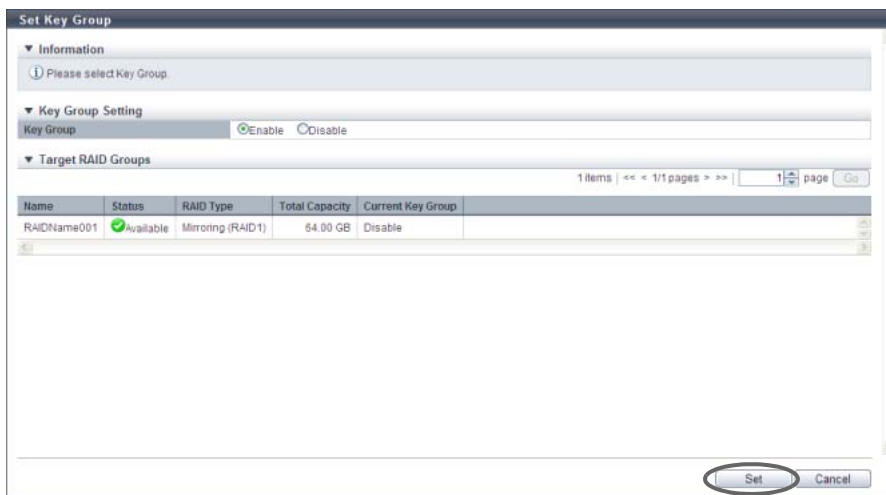 Set Key Group
▼ Information
Please select Key Group.
▼ Key Group Setting
Key Group Enable Disable
▼ Target RAID Groups
1 items | << < 1/1 pages > >> | 1 page Go
Name Status RAID Type Total Capacity Current Key Group
RAIDName001 Available Mirroring (RAID1) 64.00 GB Disable
Set Cancel